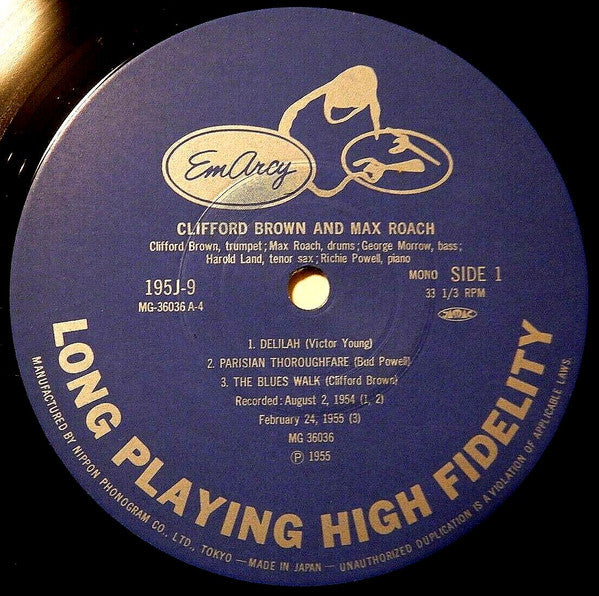 EmArcy
CLIFFORD BROWN AND MAX ROACH
Clifford Brown, trumpet; Max Roach, drums; George Morrow, bass;
Harold Land, tenor sax; Richie Powell, piano
195J-9
MG-36036 A-4
MONO SIDE 1
33 1/3 RPM
JASRAC
1. DELILAH (Victor Young)
2. PARISIAN THOROUGHFARE (Bud Powell)
3. THE BLUES WALK (Clifford Brown)
Recorded: August 2, 1954 (1, 2)
February 24, 1955 (3)
MG 36036
Ⓟ 1955
LONG PLAYING HIGH FIDELITY
MANUFACTURED BY NIPPON PHONOGRAM CO., LTD., TOKYO — MADE IN JAPAN — UNAUTHORIZED DUPLICATION IS A VIOLATION OF APPLICABLE LAWS.